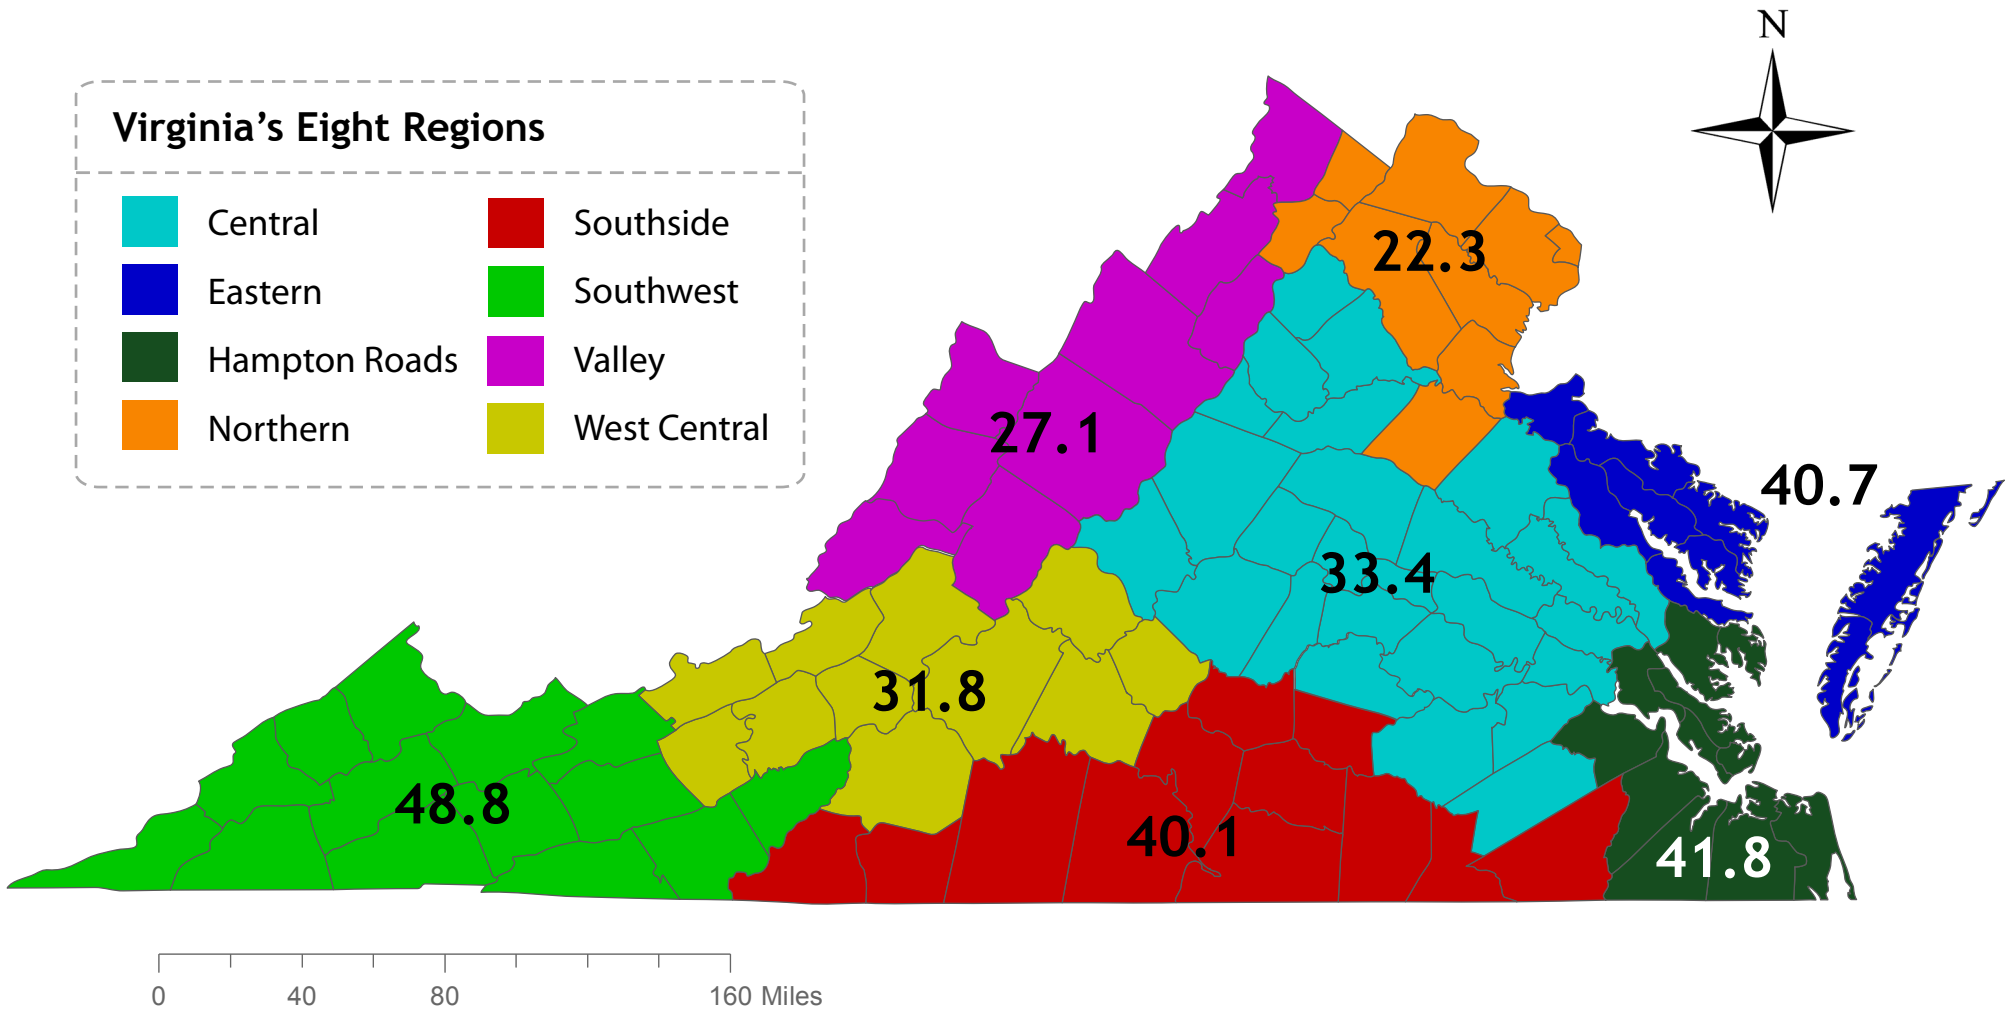 N
Virginia’s Eight Regions
Central
Southside
Eastern
Southwest
Hampton Roads
Valley
Northern
West Central
22.3
27.1
40.7
33.4
31.8
48.8
40.1
41.8
0 40 80 160 Miles